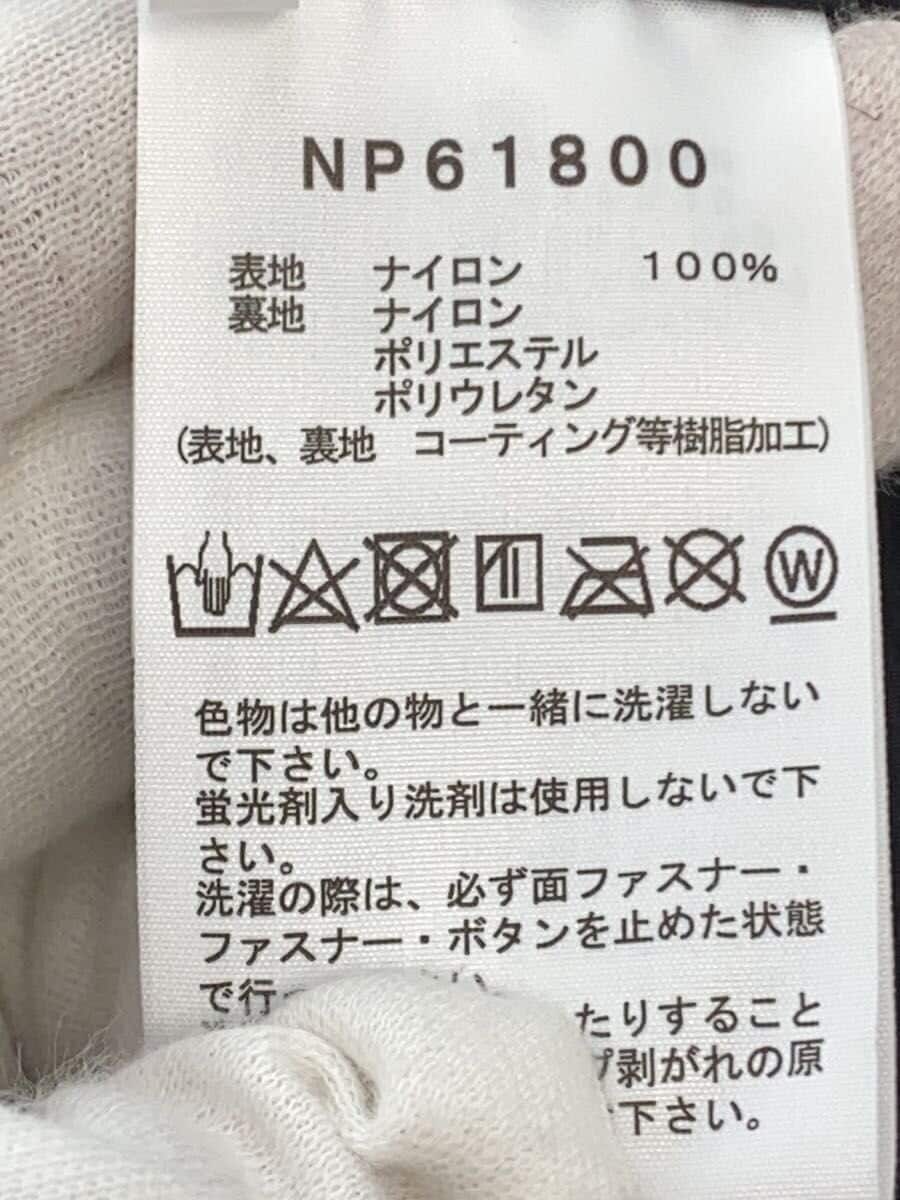 NP61800
表地 ナイロン 100%
裏地 ナイロン
ポリエステル
ポリウレタン
(表地、裏地 コーティング等樹脂加工)
W
色物は他の物と一緒に洗濯しない
で下さい。
蛍光剤入り洗剤は使用しないで下
さい。
洗濯の際は、必ず面ファスナー・
ファスナー・ボタンを止めた状態
で行っ
たりすること
プ剥がれの原
下さい。